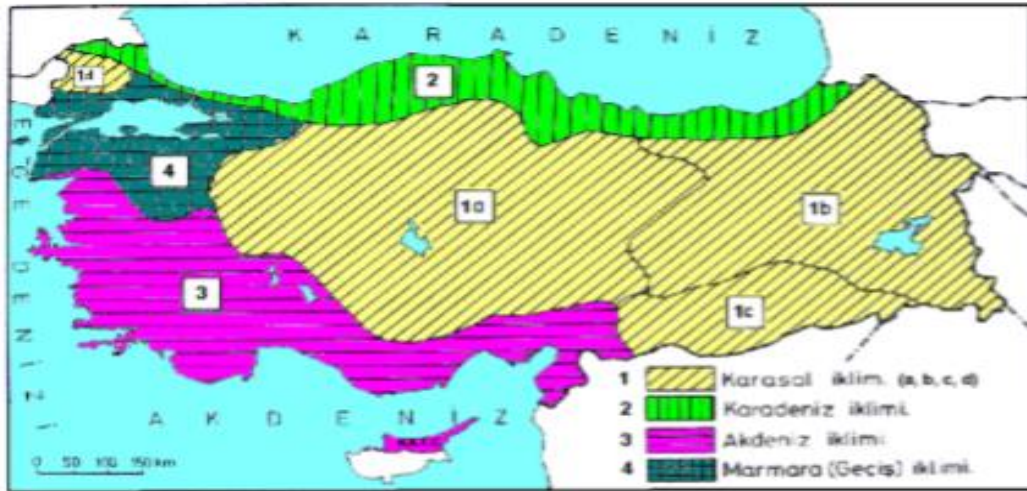 K A R A D E N İ Z
1d
2
4
1a
1b
3
1c
E G E D E N İ Z
A K D E N İ Z
0 50 100 150 km
1 Karasal iklim. (a, b, c, d)
2 Karadeniz iklimi.
3 Akdeniz iklimi
4 Marmara (Geçiş) iklimi.